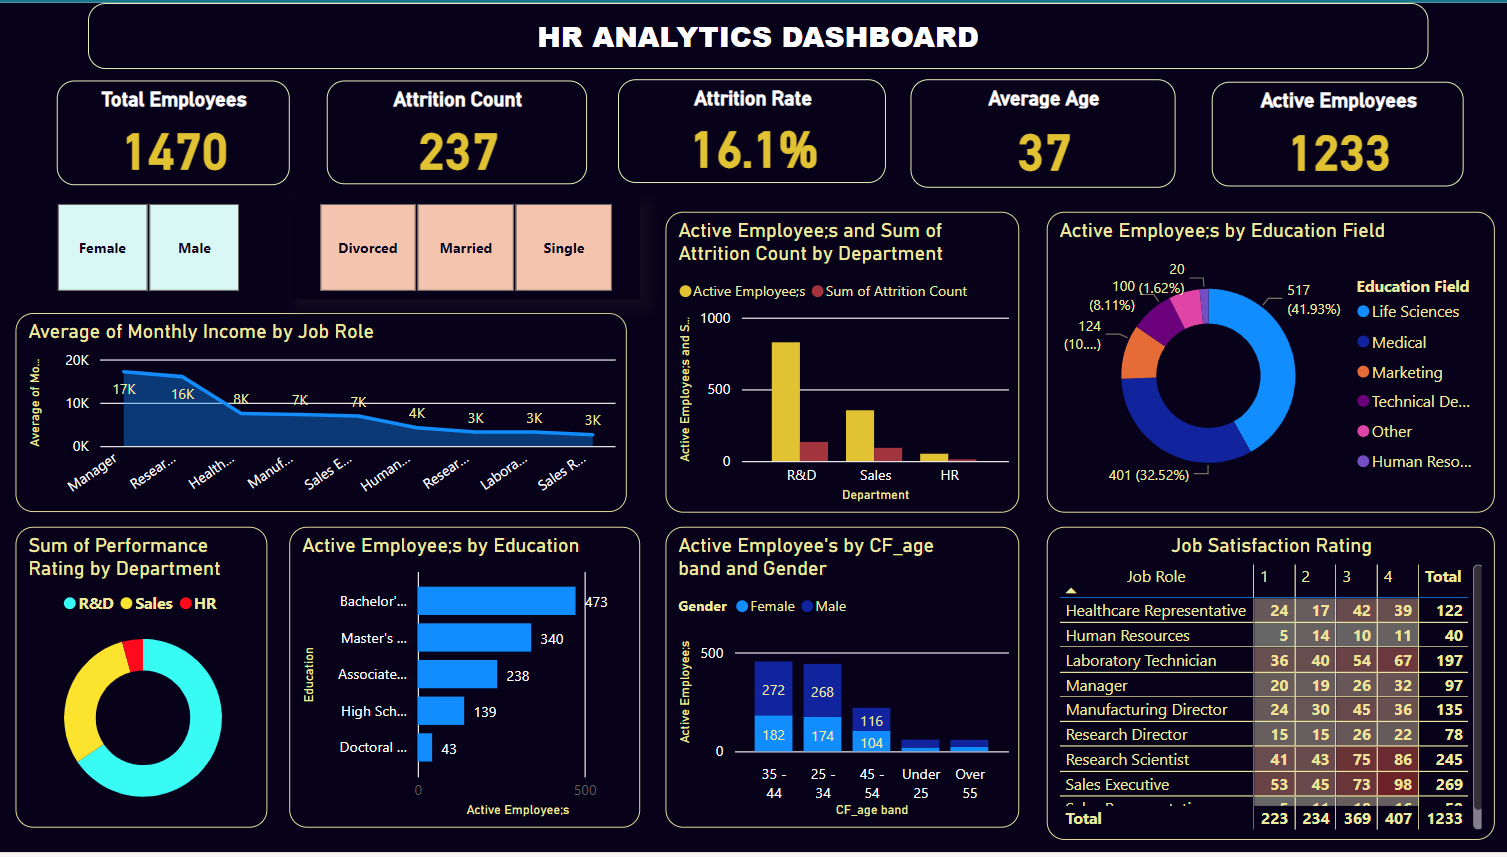 HR ANALYTICS DASHBOARD
Total Employees
1470
Attrition Count
237
Attrition Rate
16.1%
Average Age
37
Active Employees
1233
Female
Male
Divorced
Married
Single
Average of Monthly Income by Job Role
Average of Mo...
20K
10K
0K
17K
16K
8K
7K
7K
4K
3K
3K
3K
Manager
Resear...
Health...
Manuf...
Sales E...
Human...
Resear...
Labora...
Sales R...
Active Employee;s and Sum of
Attrition Count by Department
Active Employee;s
Sum of Attrition Count
Active Employee;s and S...
1000
500
0
R&D
Sales
HR
Department
Active Employee;s by Education Field
20
(1.62%)
100
(8.11%)
124
(10....)
517
(41.93%)
401 (32.52%)
Education Field
Life Sciences
Medical
Marketing
Technical De...
Other
Human Reso...
Sum of Performance
Rating by Department
R&D
Sales
HR
Active Employee;s by Education
Education
Bachelor'...
473
Master's ...
340
Associate...
238
High Sch...
139
Doctoral ...
43
0
500
Active Employee;s
Active Employee's by CF_age
band and Gender
Gender
Female
Male
Active Employee;s
500
0
272
182
268
174
116
104
35 -
44
25 -
34
45 -
54
Under
25
Over
55
CF_age band
Job Satisfaction Rating
Job Role 1 2 3 4 Total
Healthcare Representative 24 17 42 39 122
Human Resources 5 14 10 11 40
Laboratory Technician 36 40 54 67 197
Manager 20 19 26 32 97
Manufacturing Director 24 30 45 36 135
Research Director 15 15 26 22 78
Research Scientist 41 43 75 86 245
Sales Executive 53 45 73 98 269
Total 223 234 369 407 1233